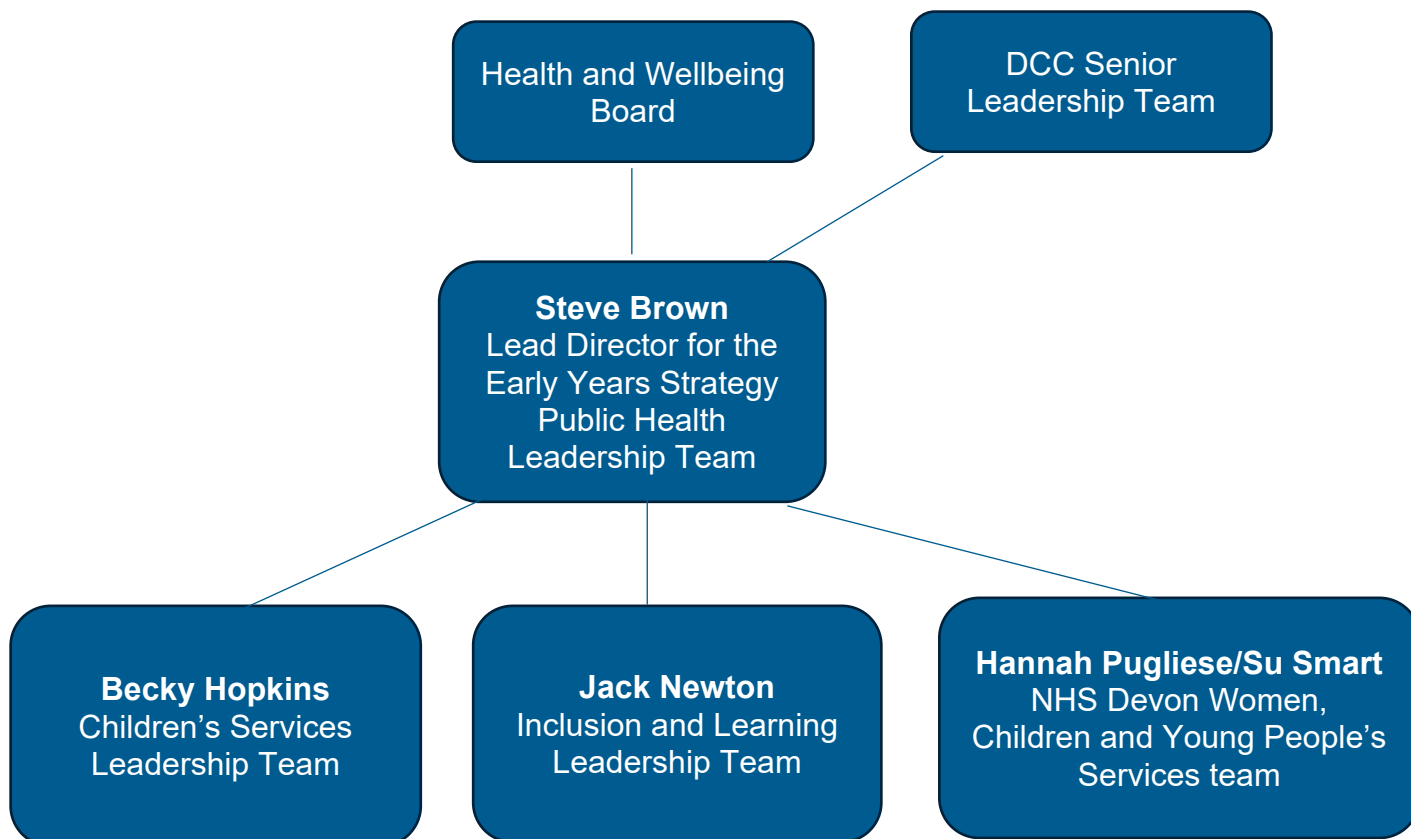 Health and Wellbeing
Board
DCC Senior
Leadership Team
Steve Brown
Lead Director for the
Early Years Strategy
Public Health
Leadership Team
Becky Hopkins
Children’s Services
Leadership Team
Jack Newton
Inclusion and Learning
Leadership Team
Hannah Pugliese/Su Smart
NHS Devon Women,
Children and Young People’s
Services team